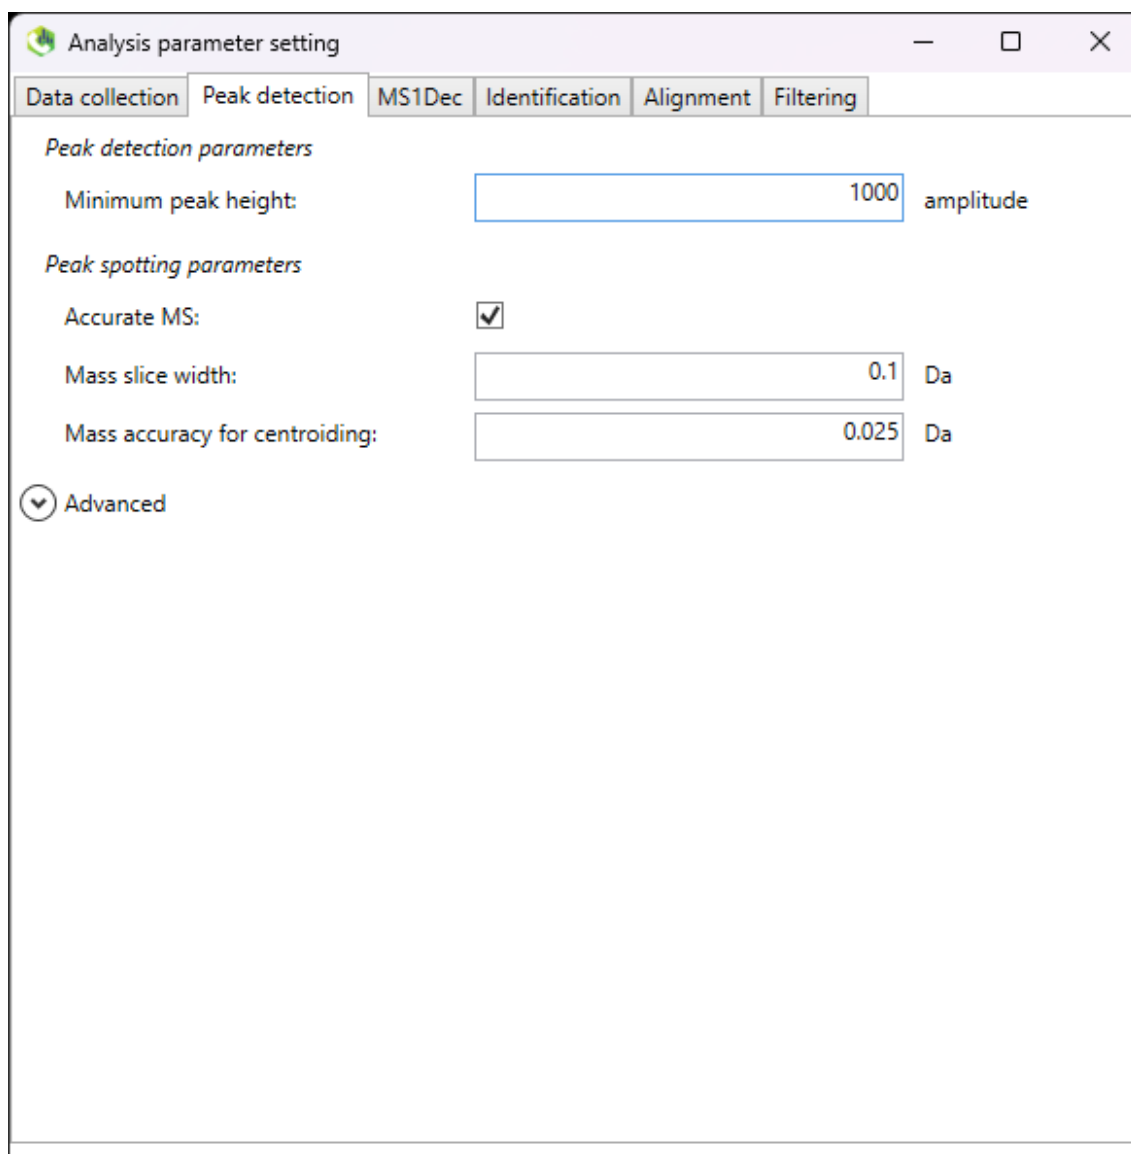 Analysis parameter setting
Data collection Peak detection MS1Dec Identification Alignment Filtering
Peak detection parameters
Minimum peak height: 1000 amplitude
Peak spotting parameters
Accurate MS:
Mass slice width: 0.1 Da
Mass accuracy for centroiding: 0.025 Da
Advanced